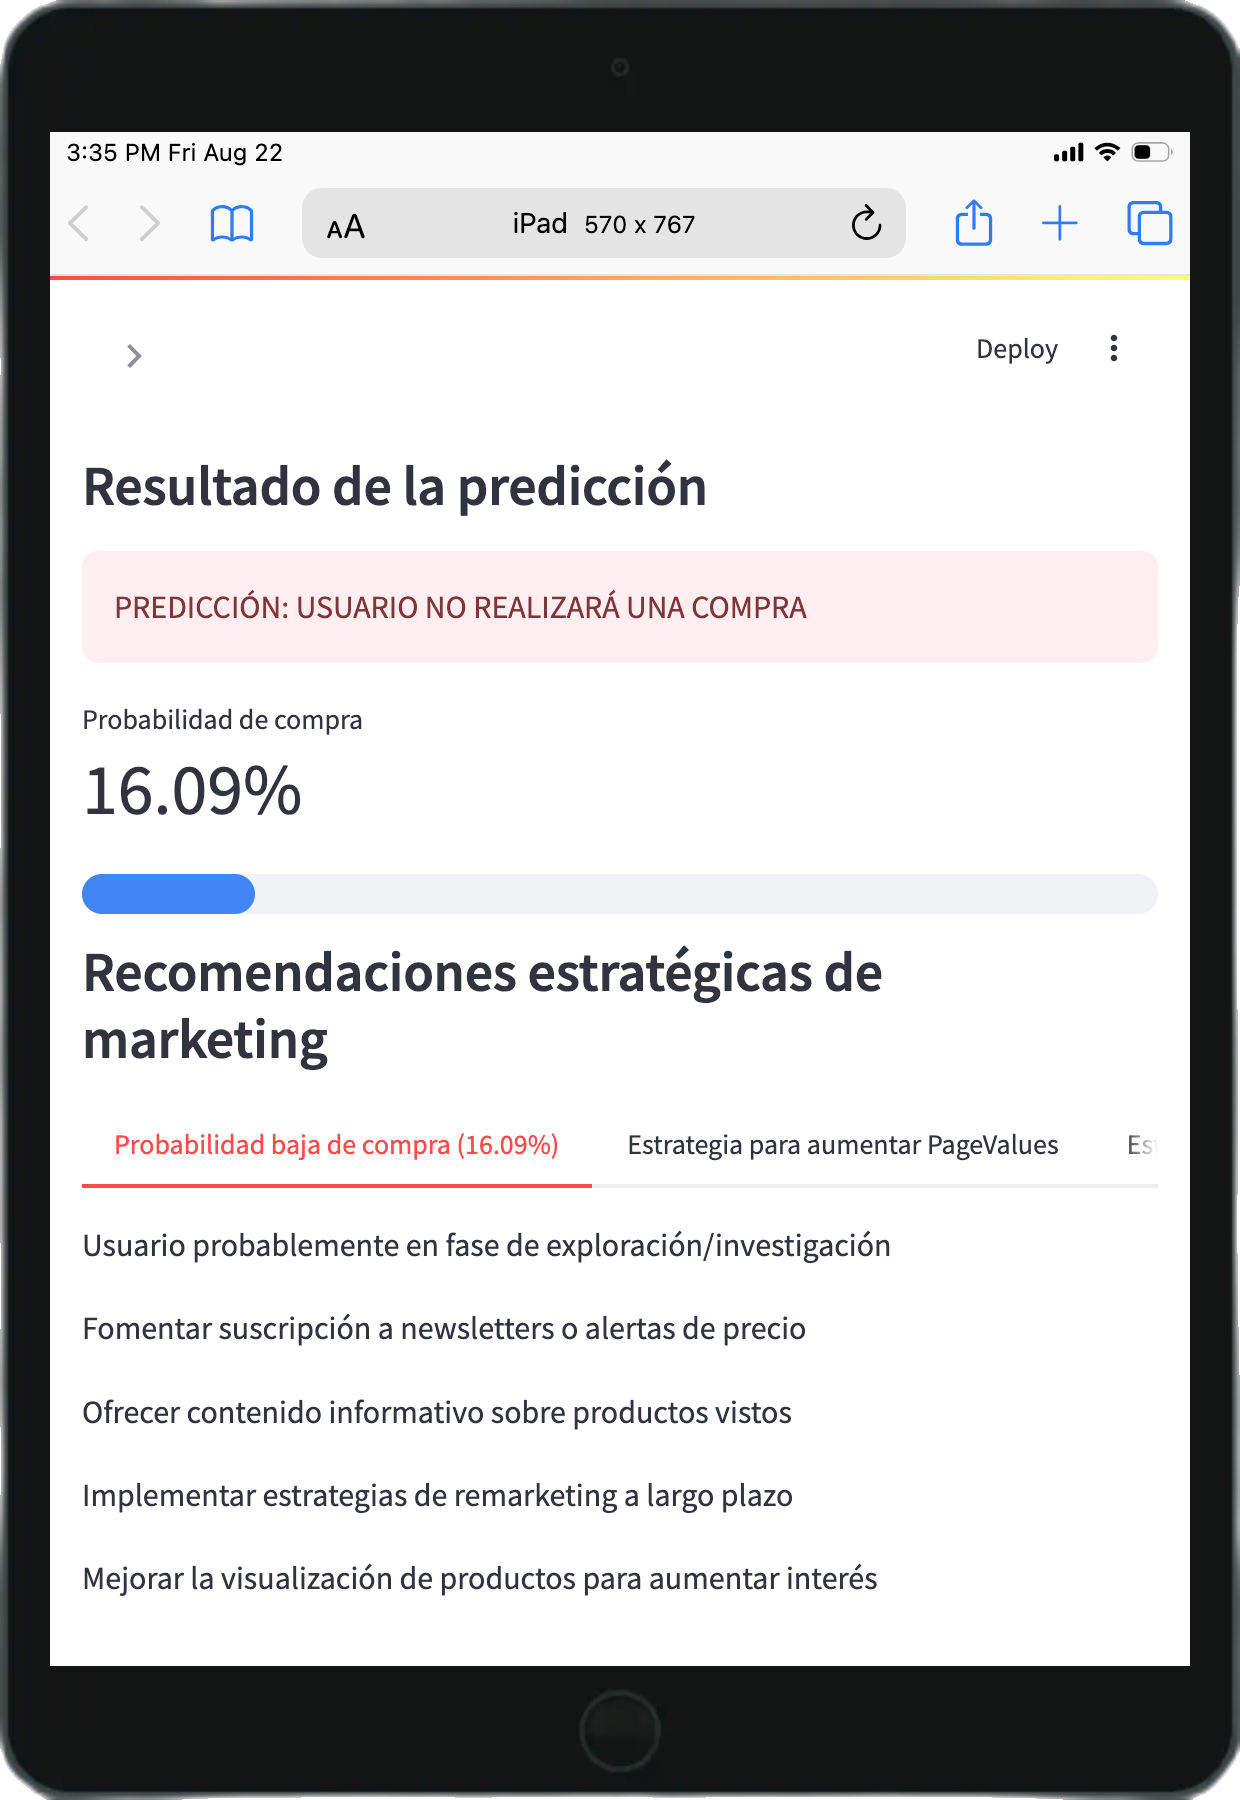 3:35 PM Fri Aug 22
AA iPad 570 x 767
Deploy
Resultado de la predicción
PREDICCIÓN: USUARIO NO REALIZARÁ UNA COMPRA
Probabilidad de compra
16.09%
Recomendaciones estratégicas de
marketing
Probabilidad baja de compra (16.09%) Estrategia para aumentar PageValues
Usuario probablemente en fase de exploración/investigación
Fomentar suscripción a newsletters o alertas de precio
Ofrecer contenido informativo sobre productos vistos
Implementar estrategias de remarketing a largo plazo
Mejorar la visualización de productos para aumentar interés